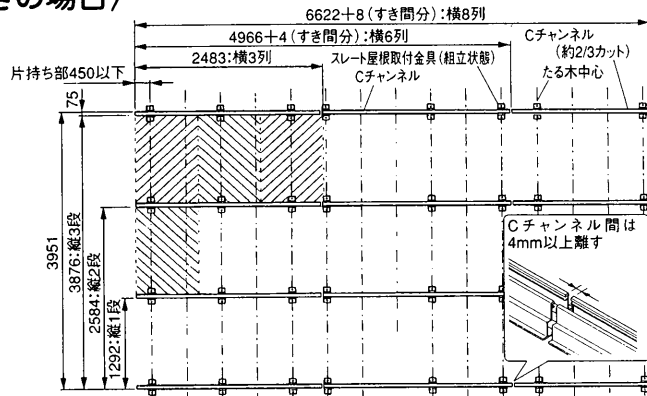 6622+8(すき間分):横8列
4966+4(すき間分):横6列
Cチャンネル
(約2/3カット)
2483:横3列
スレート屋根取付金具(組立状態)
片持ち部450以下
Cチャンネル
たる木中心
75
3951
3876:縦3段
2584:縦2段
1292:縦1段
Cチャンネル間は
4mm以上離す